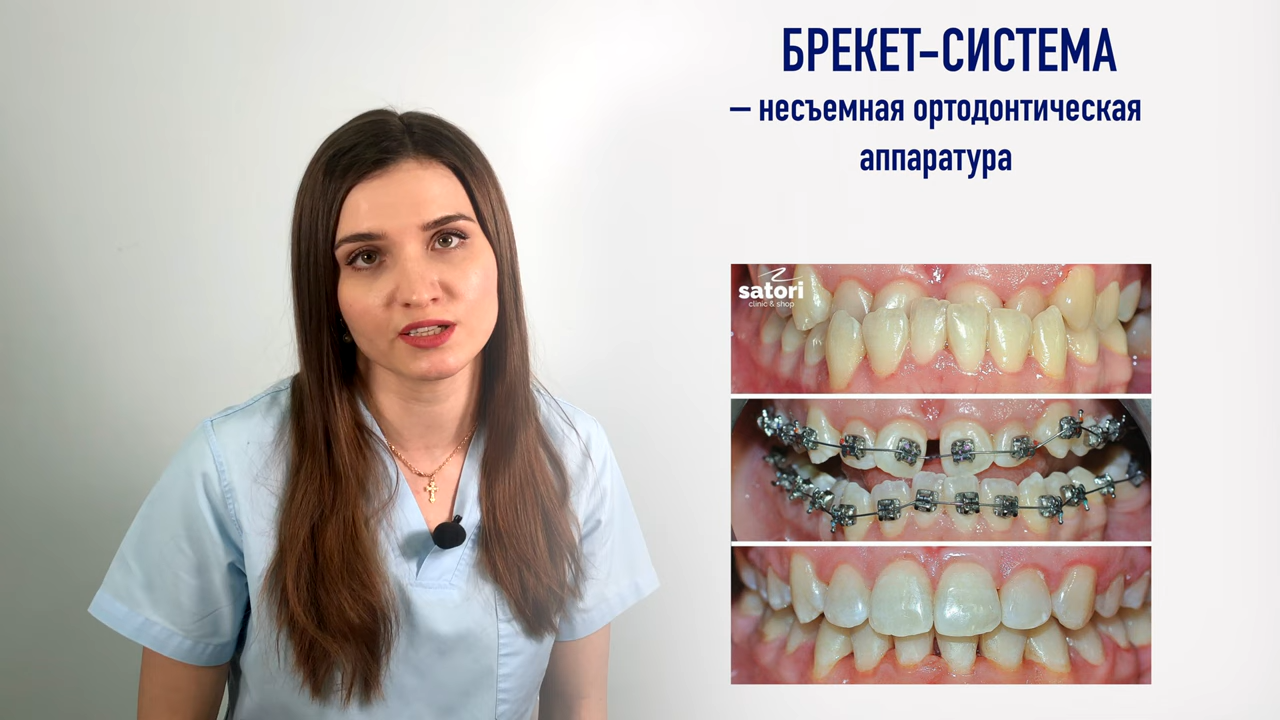 БРЕКЕТ-СИСТЕМА
– несъемная ортодонтическая
аппаратура
satori
clinic & shop